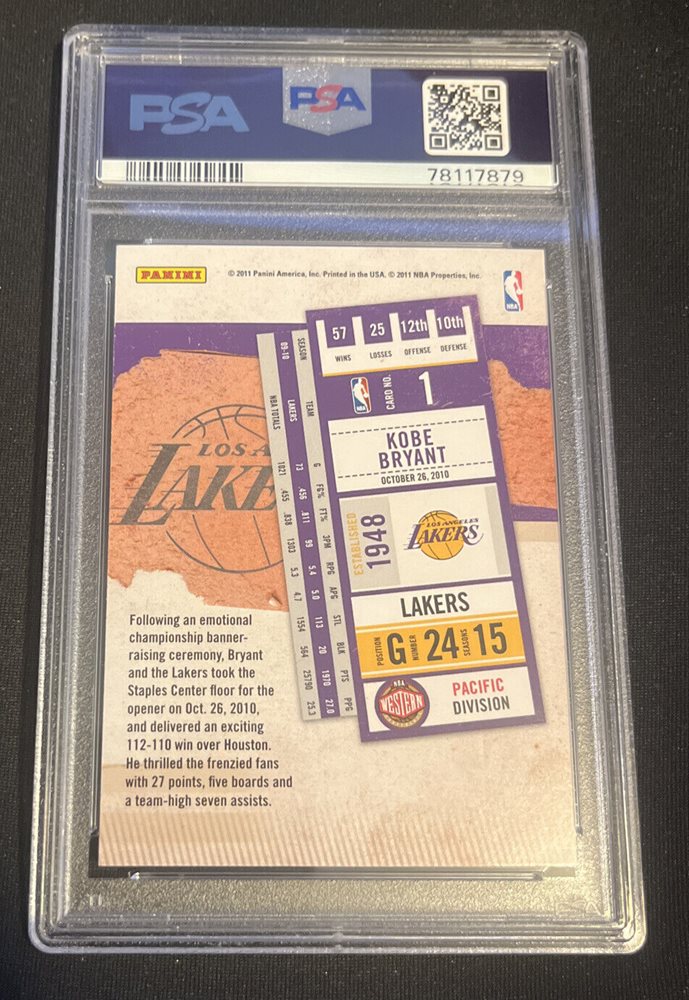 PSA
PSA
78117879
PANINI
© 2011 Panini America, Inc. Printed in the USA. © 2011 NBA Properties, Inc.
NBA
57 25 12th 10th
WINS LOSSES OFFENSE DEFENSE
NBA
CARD NO. 1
KOBE
BRYANT
OCTOBER 26, 2010
ESTABLISHED
1948
LOS ANGELES
LAKERS
LAKERS
POSITION G NUMBER 24 SEASONS 15
NBA
WESTERN
PACIFIC
DIVISION
SEASON TEAM G FG% FT% 3PM RPG APG STL BLK PTS PPG
09-10 LAKERS 73 .456 .811 99 5.4 5.0 113 20 1970 27.0
NBA TOTALS 1021 .455 .838 1303 5.3 4.7 1554 564 25790 25.3
LOS A
LAKE
Following an emotional
championship banner-
raising ceremony, Bryant
and the Lakers took the
Staples Center floor for the
opener on Oct. 26, 2010,
and delivered an exciting
112-110 win over Houston.
He thrilled the frenzied fans
with 27 points, five boards and
a team-high seven assists.